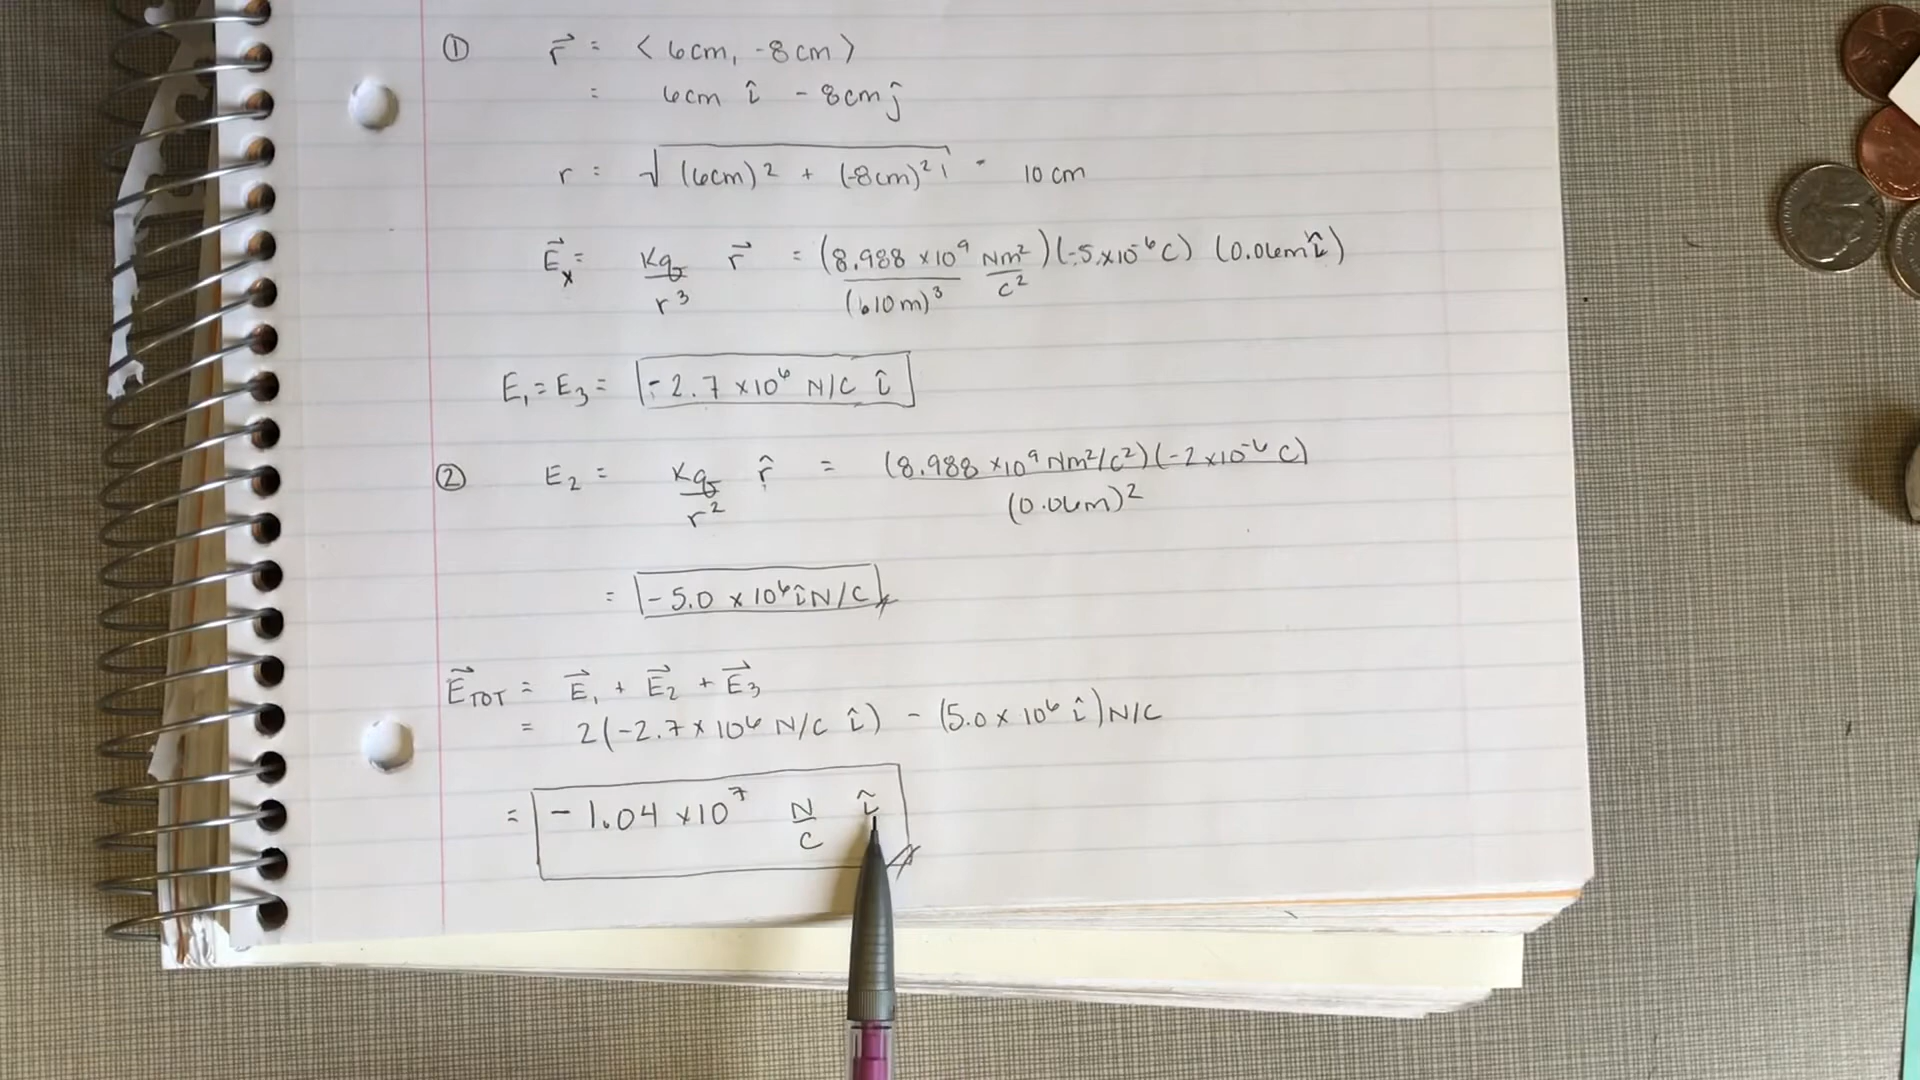 ① r⃗ = < 6cm, -8cm >
= 6cm î - 8cm ĵ
r = √(6cm)² + (-8cm)² = 10 cm
E⃗ₓ = Kq/r³ r⃗ = (8.988 x10⁹ Nm²/C²)(-5x10⁻⁶ C) (0.06m î) / (.10m)³
E₁ = E₃ = -2.7 x10⁶ N/C î
② E₂ = Kq/r² r̂ = (8.988 x10⁹ Nm²/C²)(-2x10⁻⁶ C) / (0.06m)²
= -5.0 x 10⁶ î N/C
E⃗TOT = E⃗₁ + E⃗₂ + E⃗₃
= 2(-2.7 x 10⁶ N/C î) - (5.0 x 10⁶ î) N/C
= -1.04 x10⁷ N/C î